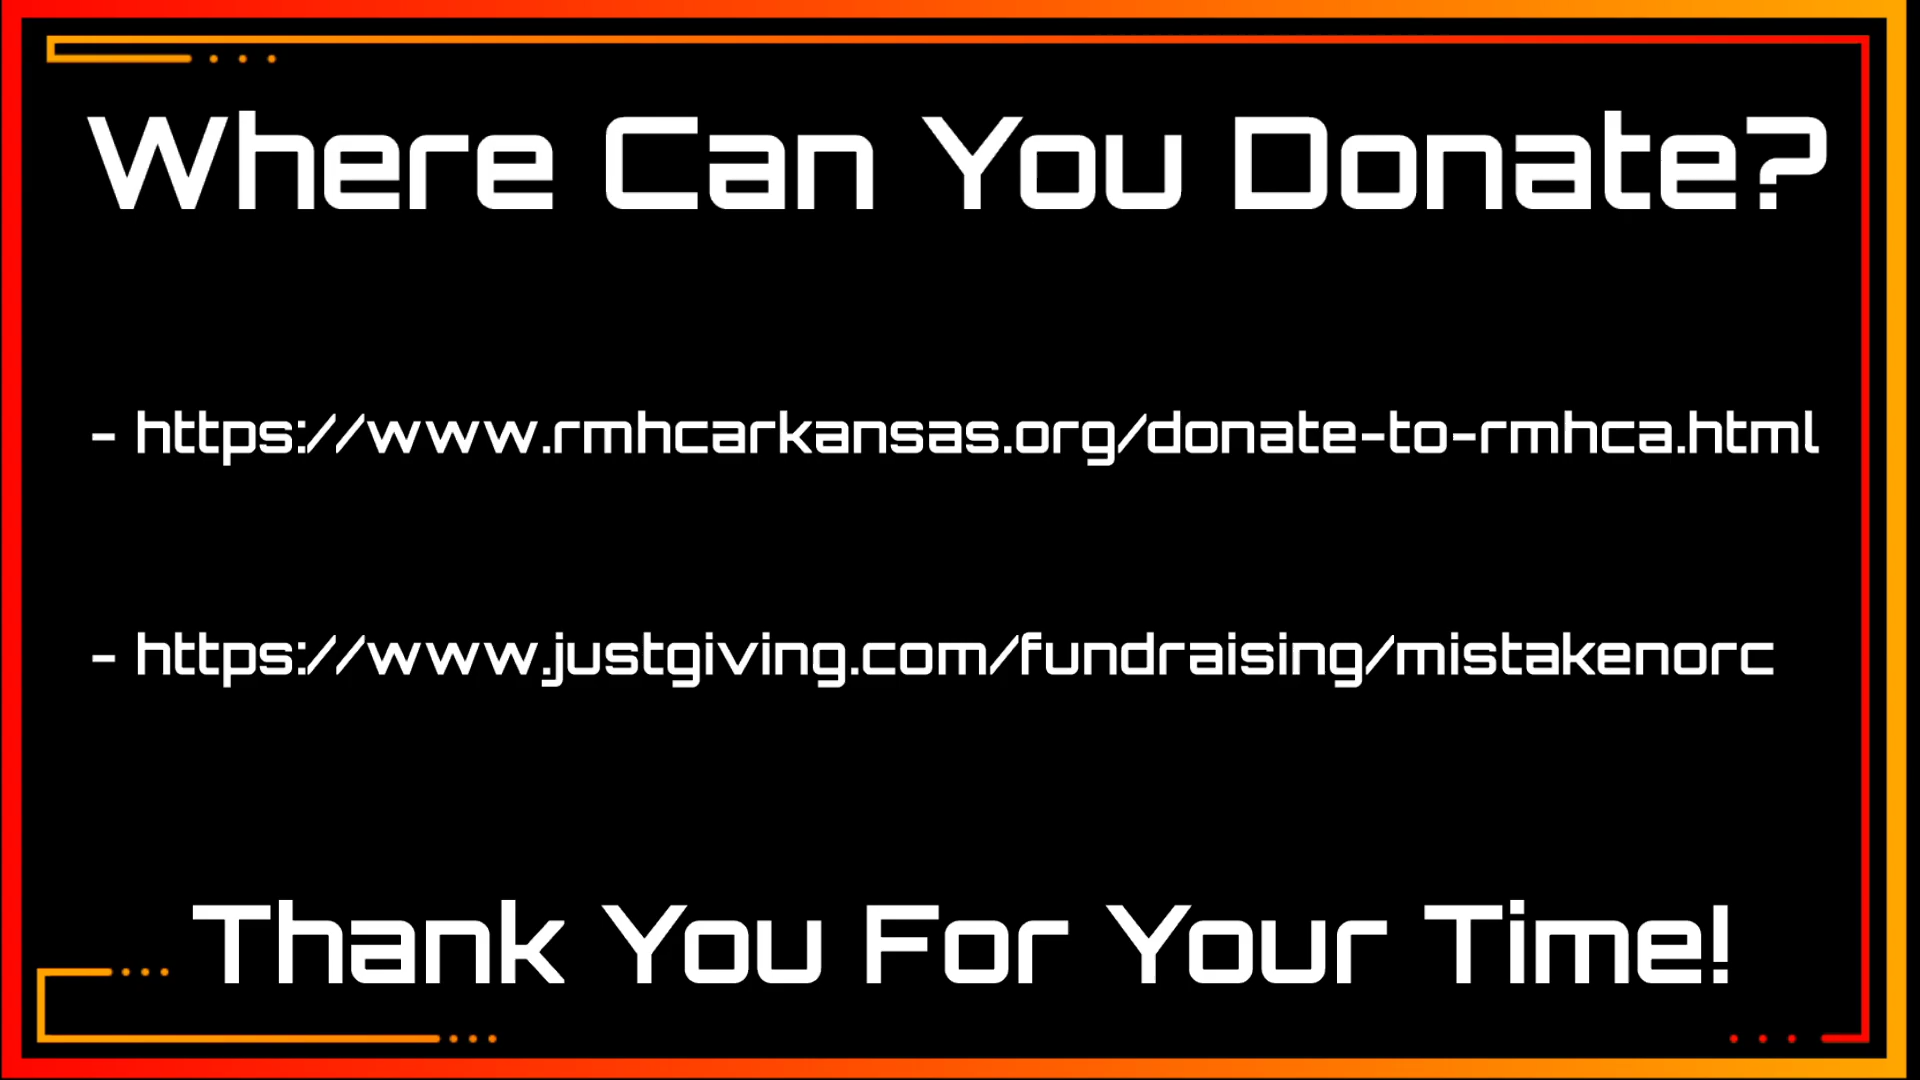 Where Can You Donate?
- https://www.rmhcarkansas.org/donate-to-rmhca.html
- https://www.justgiving.com/fundraising/mistakenorc
Thank You For Your Time!